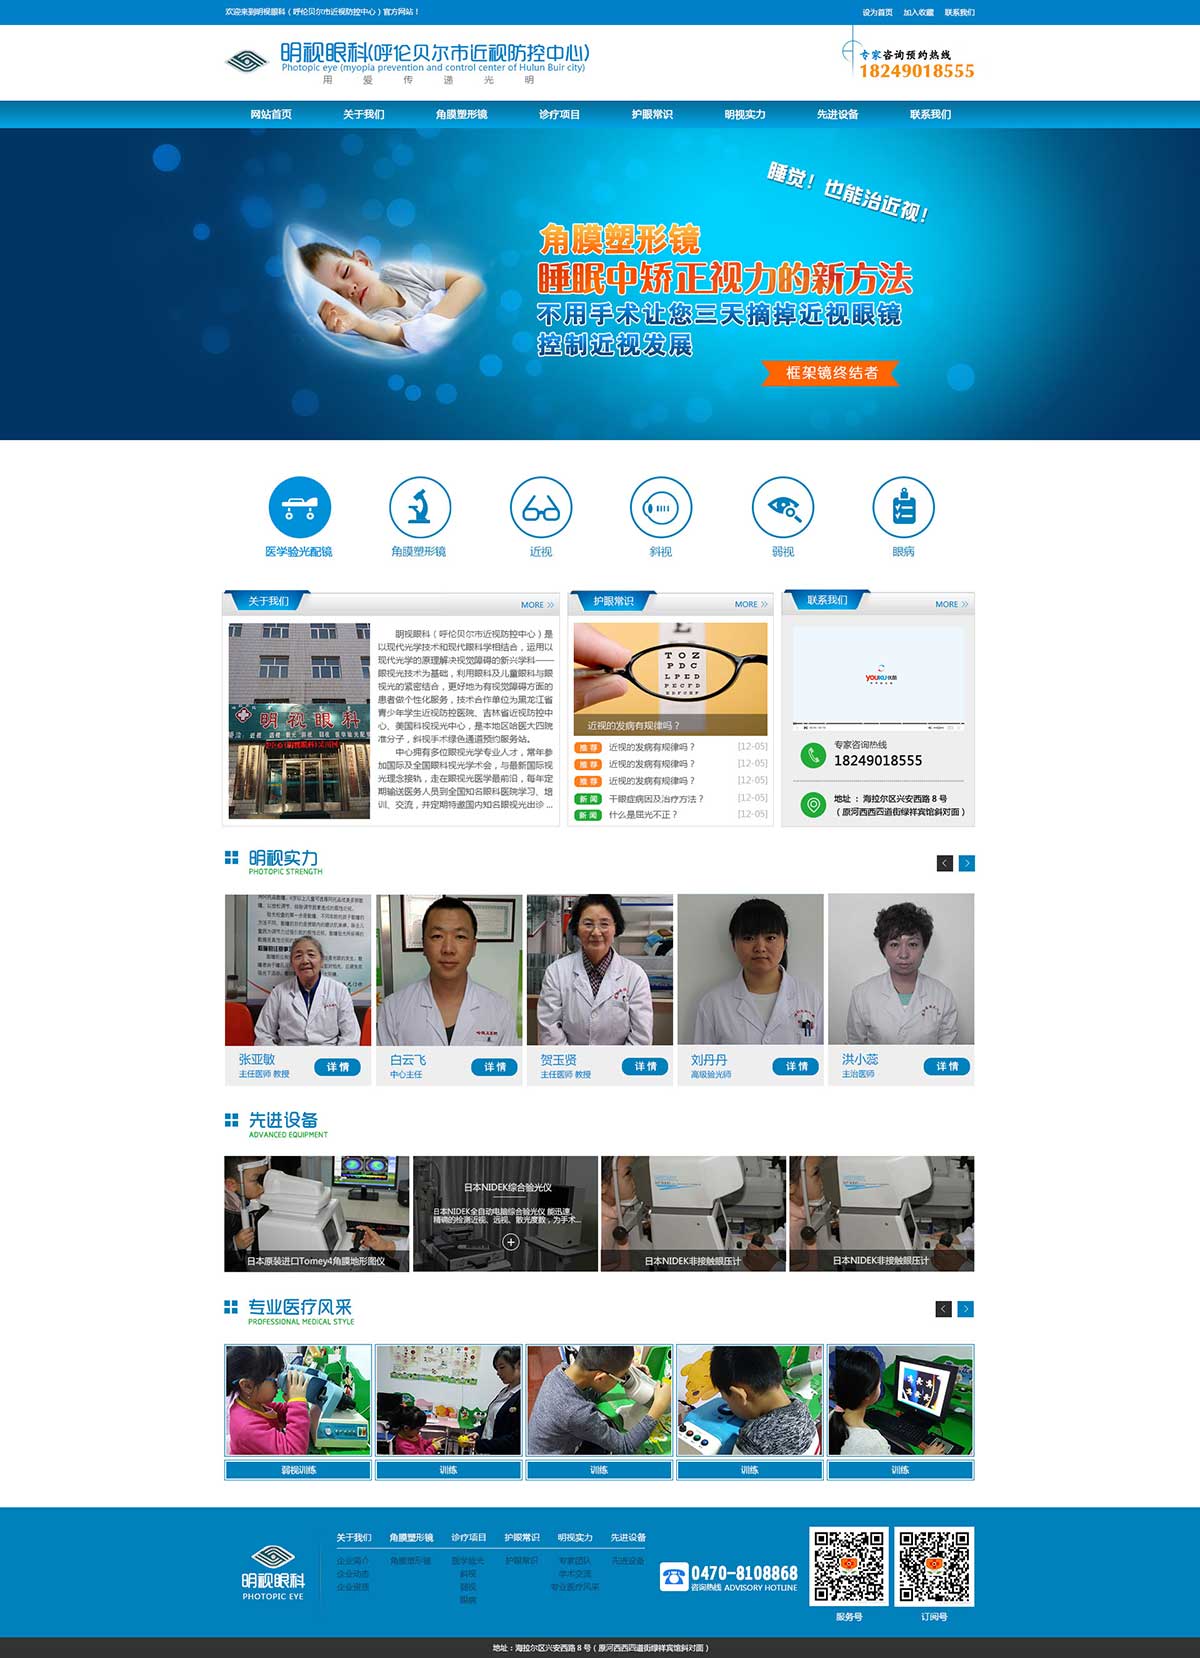 欢迎来到明视眼科（呼伦贝尔市近视防控中心）官方网站！
设为首页 加入收藏 联系我们
明视眼科(呼伦贝尔市近视防控中心)
Photopic eye (myopia prevention and control center of Hulun Buir city)
用 爱 传 递 光 明
专家咨询预约热线
18249018555
网站首页 关于我们 角膜塑形镜 诊疗项目 护眼常识 明视实力 先进设备 联系我们
睡觉！也能治近视！
角膜塑形镜
睡眠中矫正视力的新方法
不用手术让您三天摘掉近视眼镜
控制近视发展
框架镜终结者
医学验光配镜 角膜塑形镜 近视 斜视 弱视 眼病
关于我们 MORE
明视眼科
明视眼科（呼伦贝尔市近视防控中心）是
以现代光学技术和现代眼科学相结合，运用以
现代光学的原理解决视觉障碍的新兴学科——
眼视光技术为基础，利用眼科及儿童眼科与眼
视光的紧密结合，更好地为有视觉障碍方面的
患者做个性化服务，技术合作单位为黑龙江省
青少年学生近视防控医院、吉林省近视防控中
心、美国科视视光中心，是本地区哈医大四院
准分子，斜视手术绿色通道预约服务站。
中心拥有多位眼视光学专业人才，常年参
加国际及全国眼科视光学术会，与最新国际视
光理念接轨，走在眼视光医学最前沿，每年定
期输送医务人员到全国知名眼科医院学习、培
训、交流，并定期特邀国内知名眼视光出诊 ...
护眼常识 MORE
近视的发病有规律吗？
推荐 近视的发病有规律吗？ [12-05]
推荐 近视的发病有规律吗？ [12-05]
推荐 近视的发病有规律吗？ [12-05]
新闻 干眼症病因及治疗方法？ [12-05]
新闻 什么是屈光不正？ [12-05]
联系我们 MORE
YOUKU优酷
专家咨询热线
18249018555
地址 ： 海拉尔区兴安西路 8 号
（ 原河西西四道街绿祥宾馆斜对面 ）
明视实力
PHOTOPIC STRENGTH
张亚敏
主任医师 教授
详 情
白云飞
中心主任
详 情
贺玉贤
主任医师 教授
详 情
刘丹丹
高级验光师
详 情
洪小蕊
主治医师
详 情
先进设备
ADVANCED EQUIPMENT
日本原装进口Tomey4角膜地形图仪
日本NIDEK综合验光仪
日本NIDEK全自动电脑综合验光仪 能迅速、
精确的检测近视、远视、散光度数，为手术...
日本NIDEK非接触眼压计
日本NIDEK非接触眼压计
专业医疗风采
PROFESSIONAL MEDICAL STYLE
弱视训练 训练 训练 训练 训练
明视眼科
PHOTOPIC EYE
关于我们 角膜塑形镜 诊疗项目 护眼常识 明视实力 先进设备
企业简介 角膜塑形镜 医学验光 护眼常识 专家团队 先进设备
企业动态 斜视 学术交流
企业资质 弱视 专业医疗风采
眼病
0470-8108868
咨询热线 ADVISORY HOTLINE
服务号 订阅号
地址：海拉尔区兴安西路 8 号（ 原河西西四道街绿祥宾馆斜对面 ）